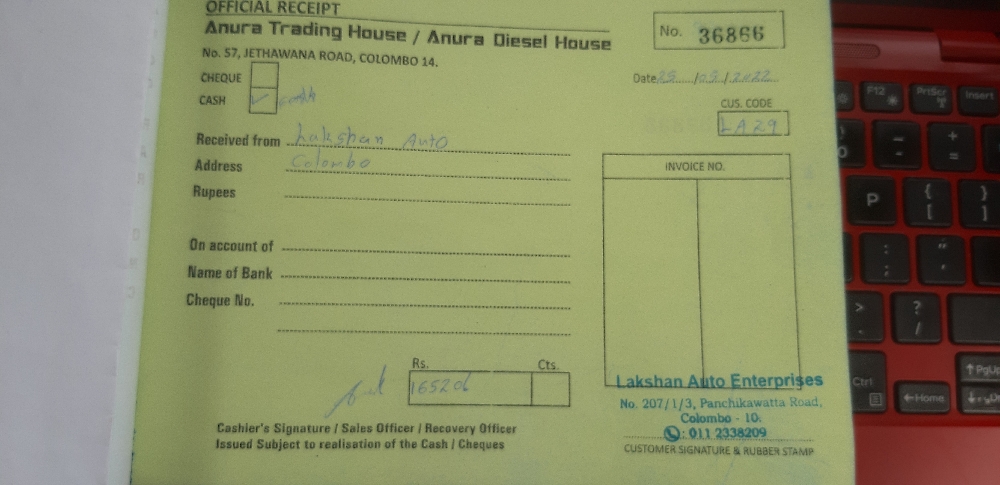 OFFICIAL RECEIPT
Anura Trading House / Anura Diesel House
No. 57, JETHAWANA ROAD, COLOMBO 14.
No. 36866
CHEQUE
CASH ✓ cash
Date 25/05/2022
CUS. CODE
LA29
Received from Lakshan Auto
Address Colombo
Rupees
INVOICE NO.
On account of
Name of Bank
Cheque No.
Rs. Cts.
Lakshan Auto Enterprises
No. 207/1/3, Panchikawatta Road,
Colombo - 10.
: 011 2338209
Cashier's Signature / Sales Officer / Recovery Officer
Issued Subject to realisation of the Cash / Cheques
CUSTOMER SIGNATURE & RUBBER STAMP
F12
PrtScr
Insert
P
Ctrl
Home
PgUp